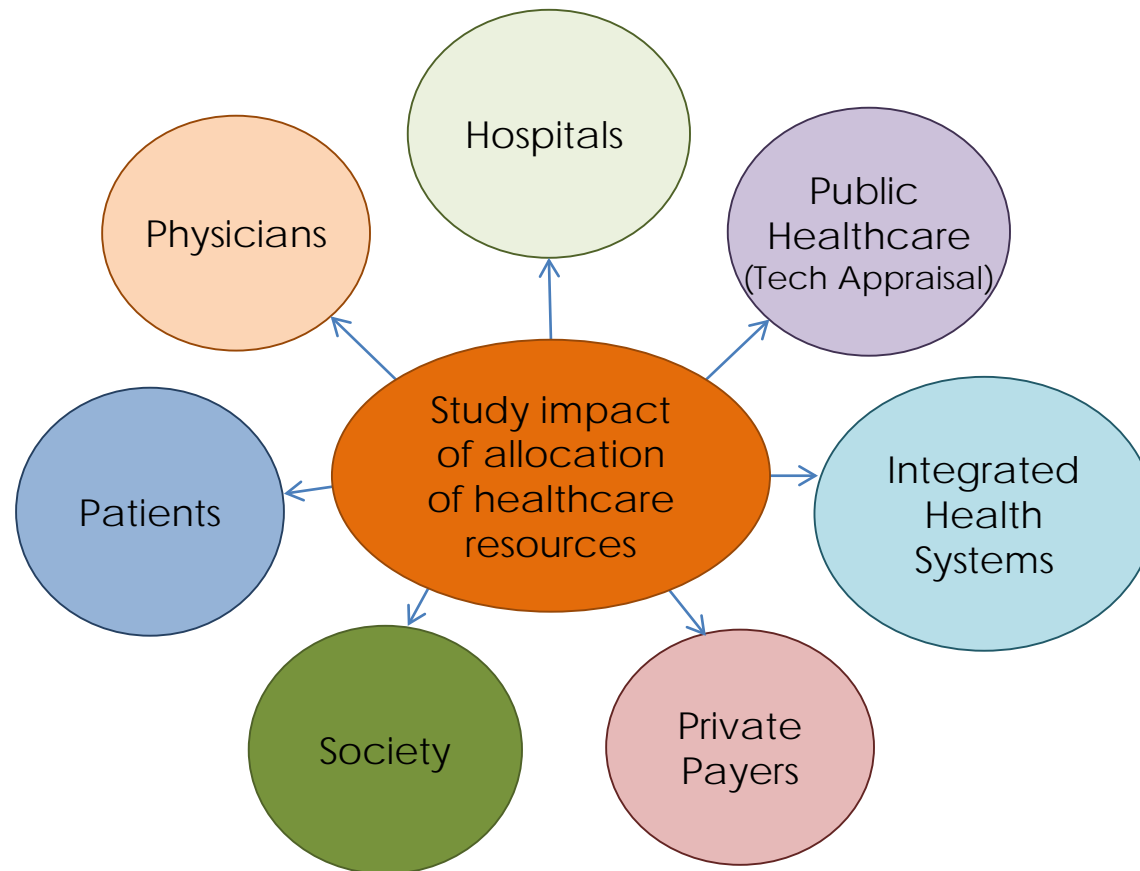 Hospitals
Public
Healthcare
(Tech Appraisal)
Physicians
Study impact
of allocation
of healthcare
resources
Integrated
Health
Systems
Patients
Private
Payers
Society